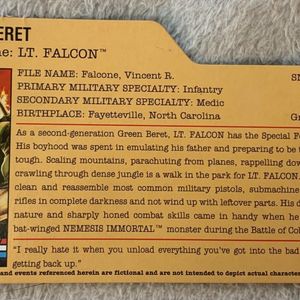 BERET
e: LT. FALCON™
FILE NAME: Falcone, Vincent R.
PRIMARY MILITARY SPECIALTY: Infantry
SECONDARY MILITARY SPECIALTY: Medic
BIRTHPLACE: Fayetteville, North Carolina
As a second-generation Green Beret, LT. FALCON has the Special Fo
His boyhood was spent in emulating his father and preparing to be t
tough. Scaling mountains, parachuting from planes, rappelling dow
crawling through dense jungle is a walk in the park for LT. FALCON.
clean and reassemble most common military pistols, submachine
rifles in complete darkness and not wind up with leftover parts. His d
nature and sharply honed combat skills came in handy when he
bat-winged NEMESIS IMMORTAL™ monster during the Battle of Col
"I really hate it when you unload everything you've got into the bad
getting back up."
and events referenced herein are fictional and are not intended to depict actual character